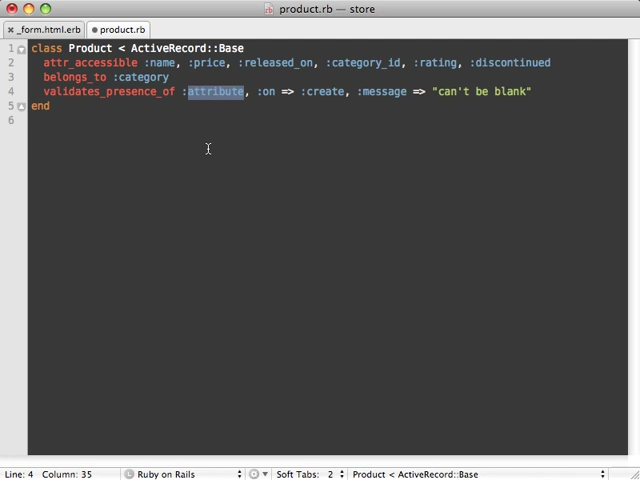 product.rb — store
_form.html.erb
product.rb
1 class Product < ActiveRecord::Base
2 attr_accessible :name, :price, :released_on, :category_id, :rating, :discontinued
3 belongs_to :category
4 validates_presence_of :attribute, :on => :create, :message => "can't be blank"
5 end
6
Line: 4 Column: 35 Ruby on Rails Soft Tabs: 2 Product < ActiveRecord::Base